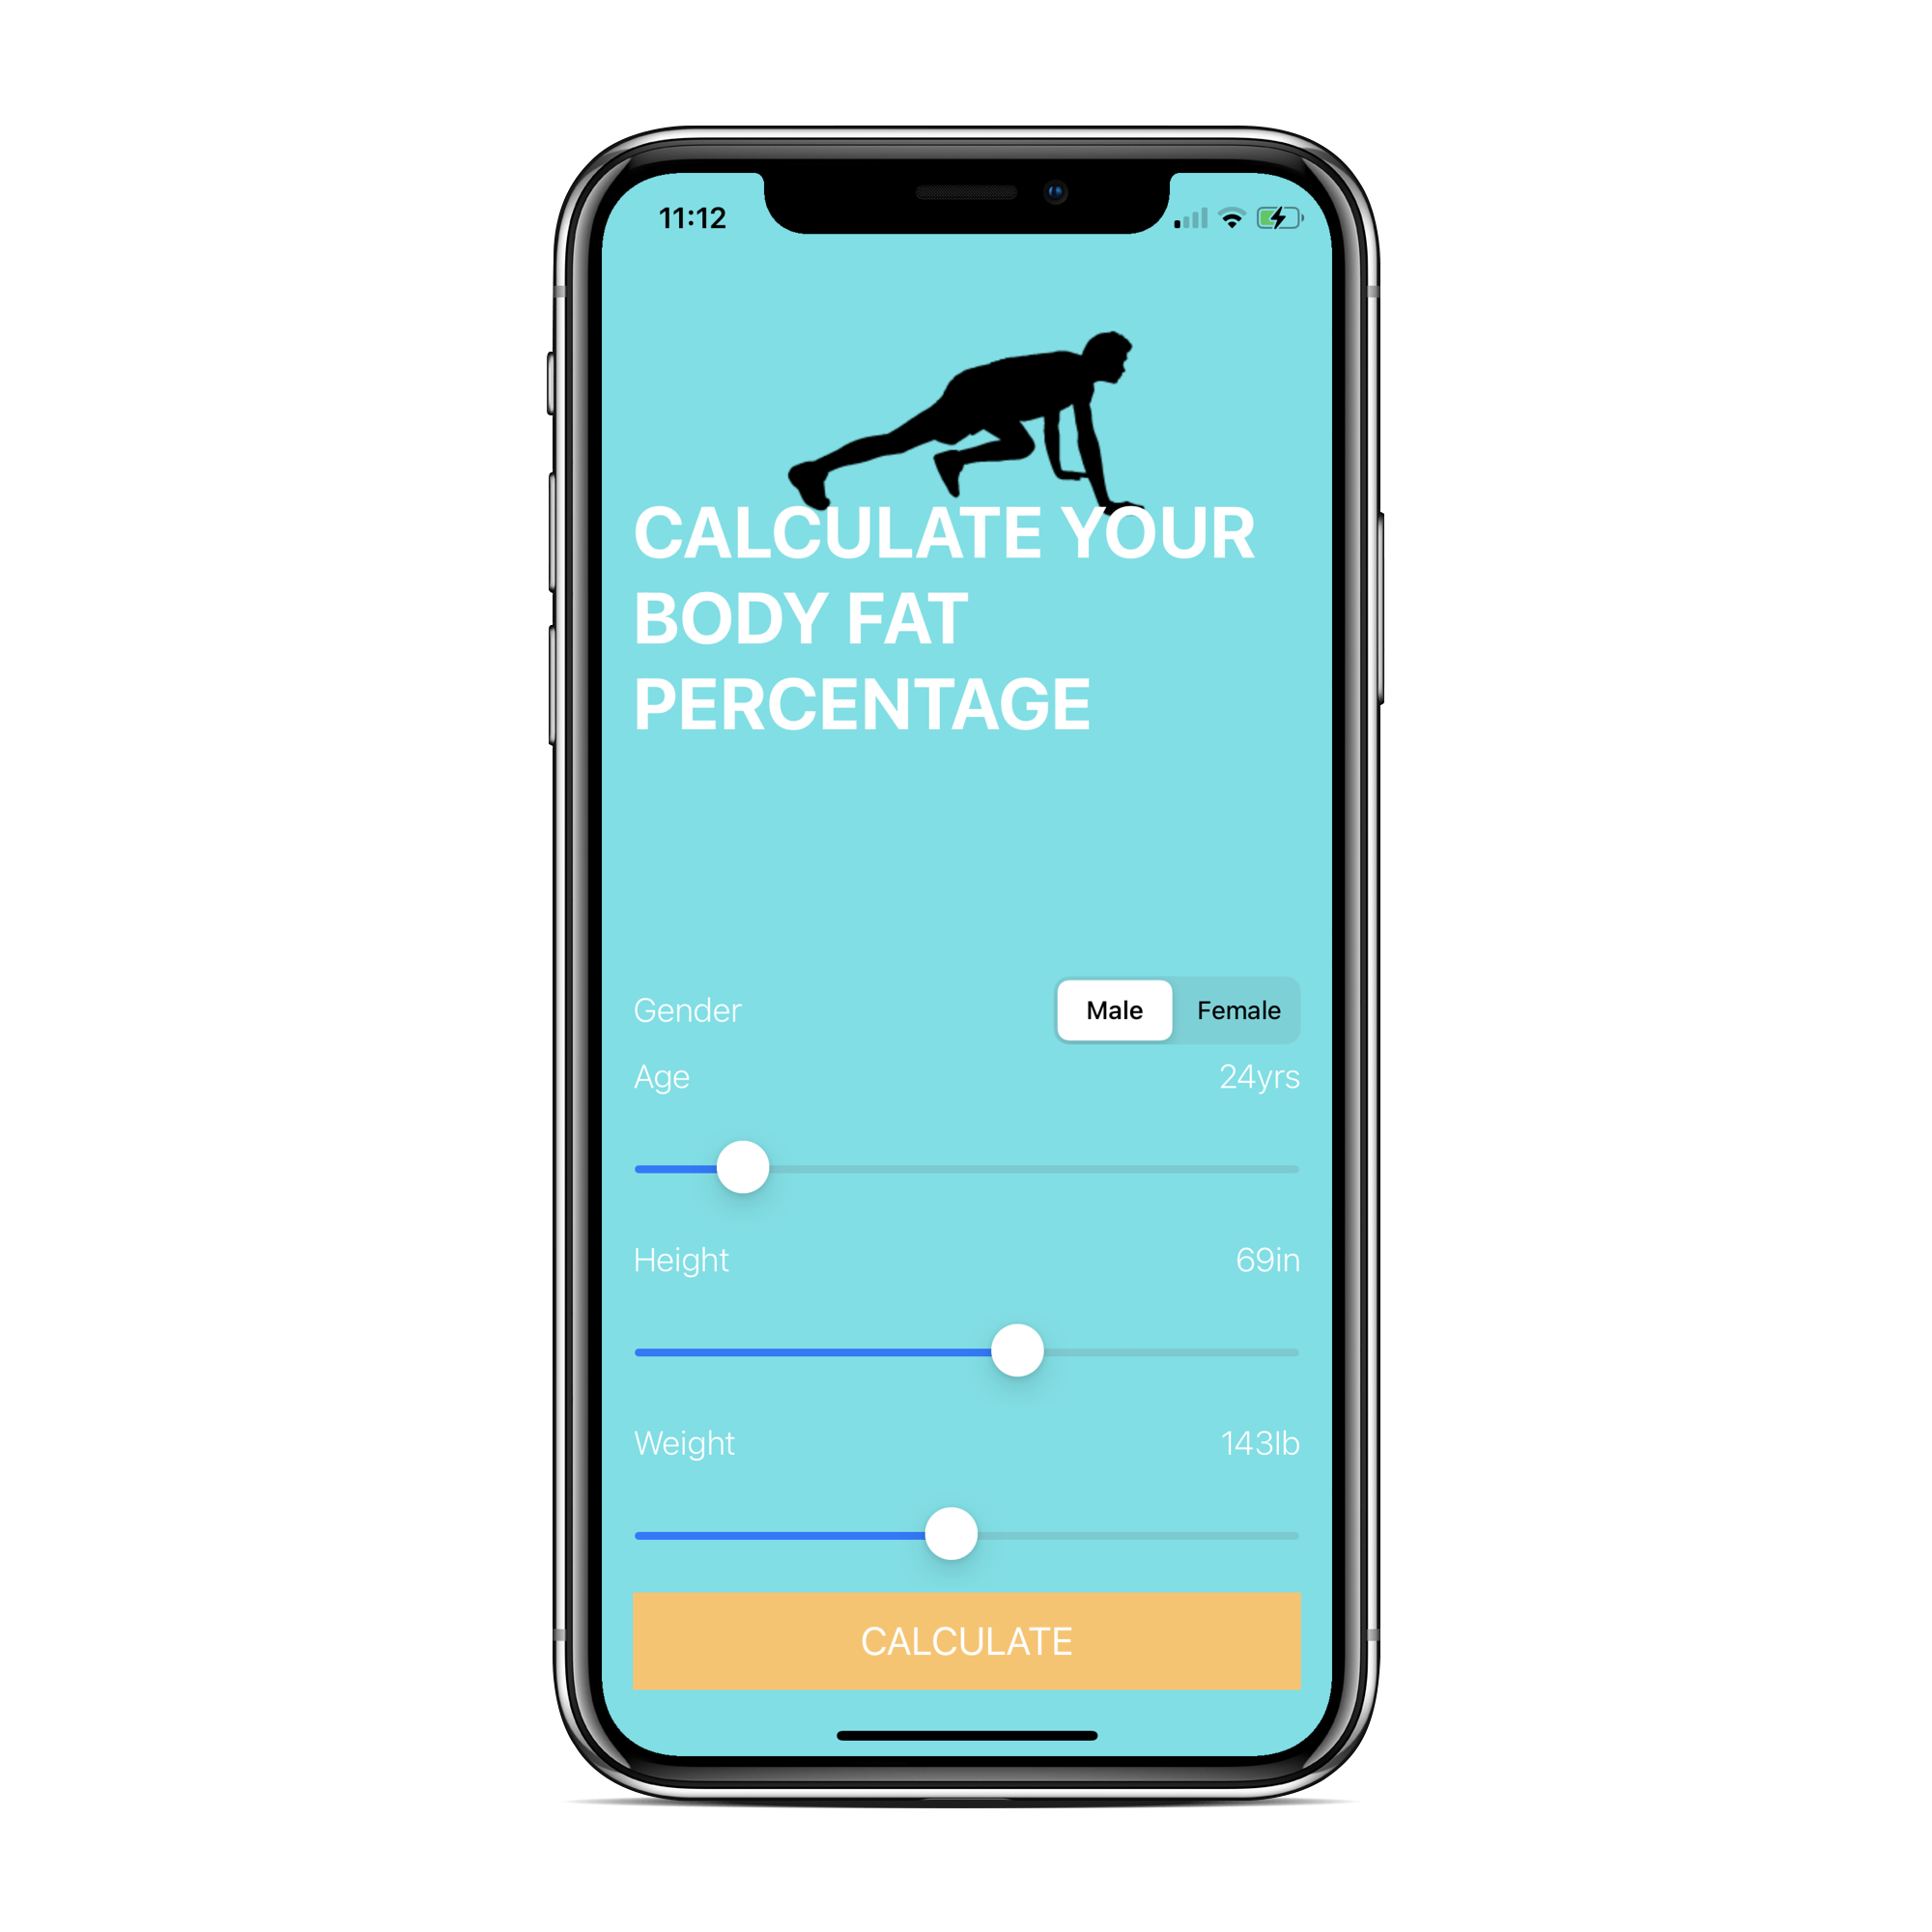 11:12
CALCULATE YOUR
BODY FAT
PERCENTAGE
Gender Male Female
Age 24yrs
Height 69in
Weight 143lb
CALCULATE